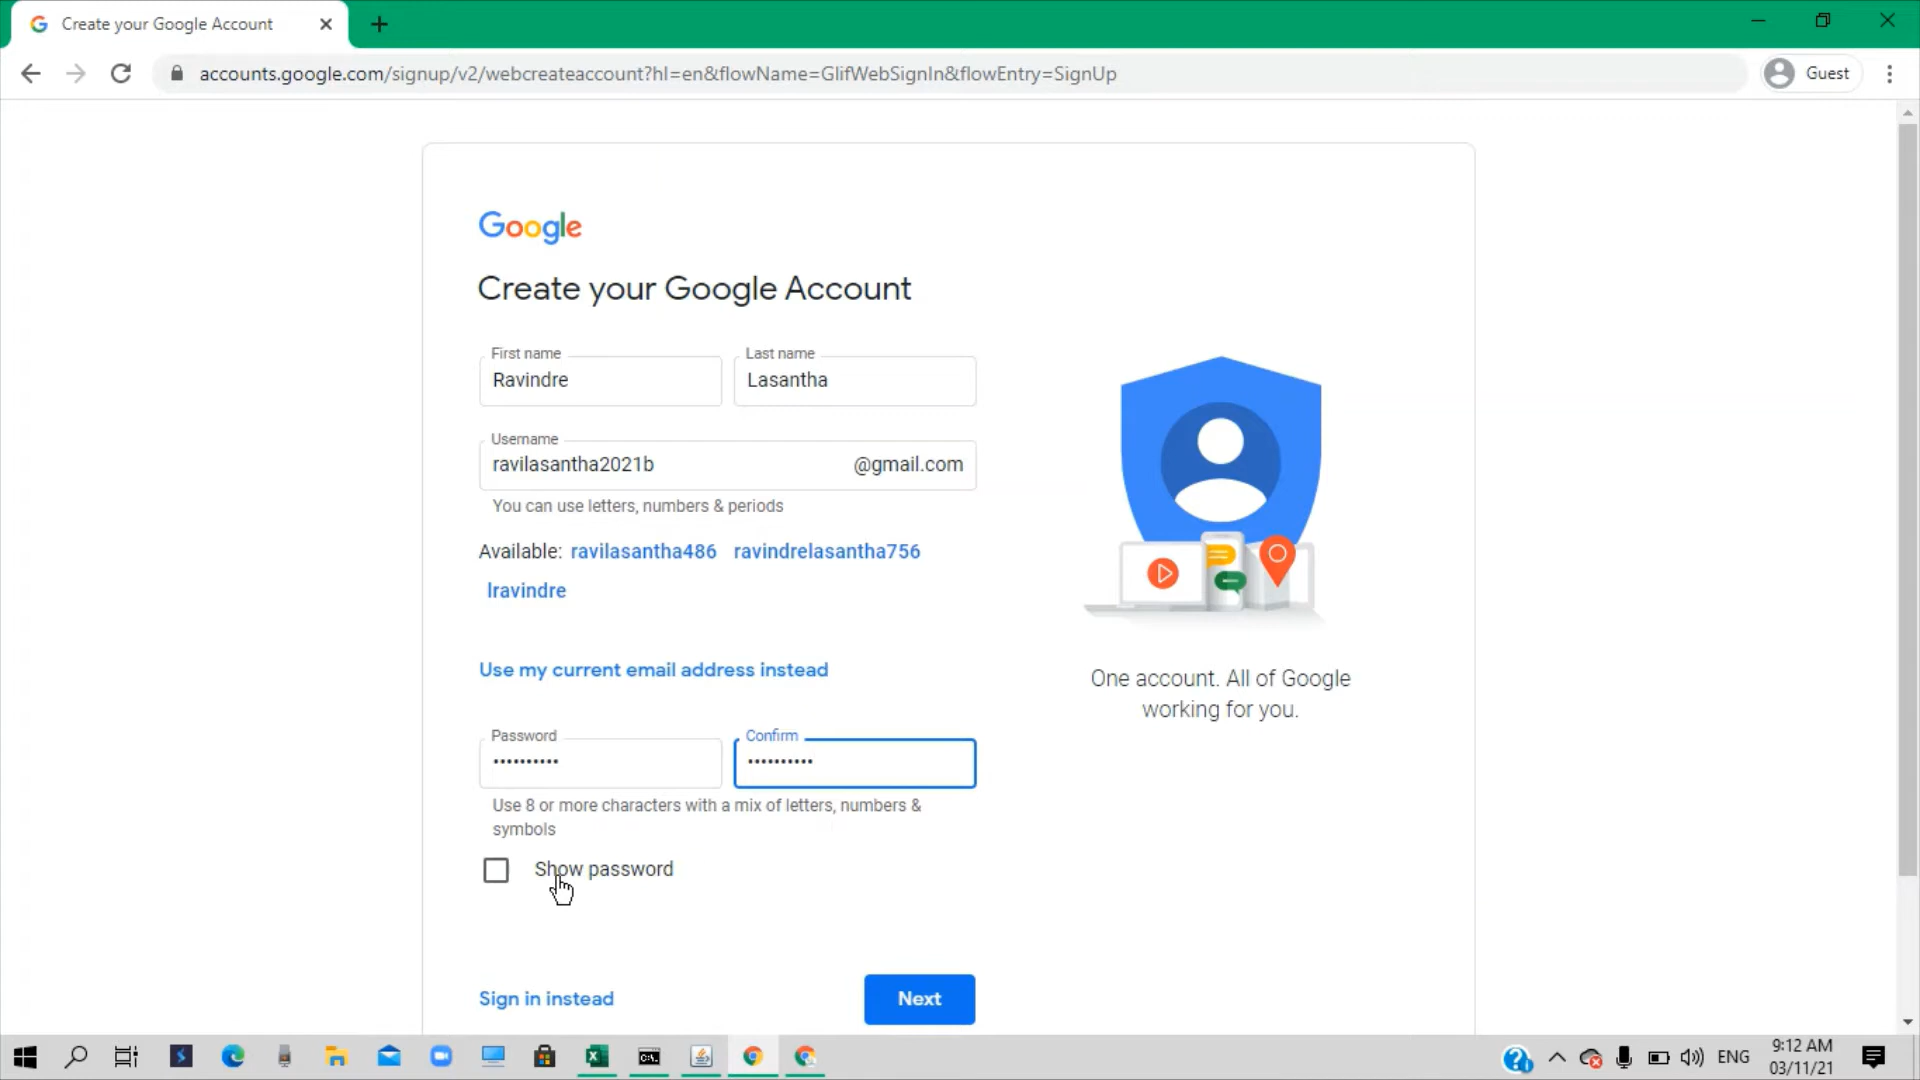 Create your Google Account
accounts.google.com/signup/v2/webcreateaccount?hl=en&flowName=GlifWebSignIn&flowEntry=SignUp
Guest
Google
Create your Google Account
First name
Last name
Ravindre
Lasantha
Username
ravilasantha2021b
@gmail.com
You can use letters, numbers & periods
Available: ravilasantha486 ravindrelasantha756
lravindre
Use my current email address instead
One account. All of Google
working for you.
Password
Confirm
••••••••••
••••••••••
Use 8 or more characters with a mix of letters, numbers &
symbols
Show password
Sign in instead
Next
ENG
9:12 AM
03/11/21